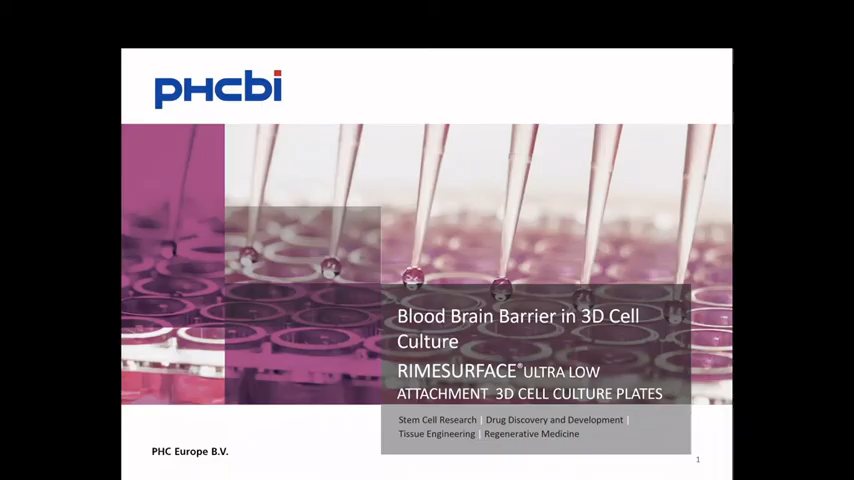 PHCbi
Blood Brain Barrier in 3D Cell
Culture
RIMESURFACE® ULTRA LOW
ATTACHMENT 3D CELL CULTURE PLATES
Stem Cell Research | Drug Discovery and Development |
Tissue Engineering | Regenerative Medicine
PHC Europe B.V.
1